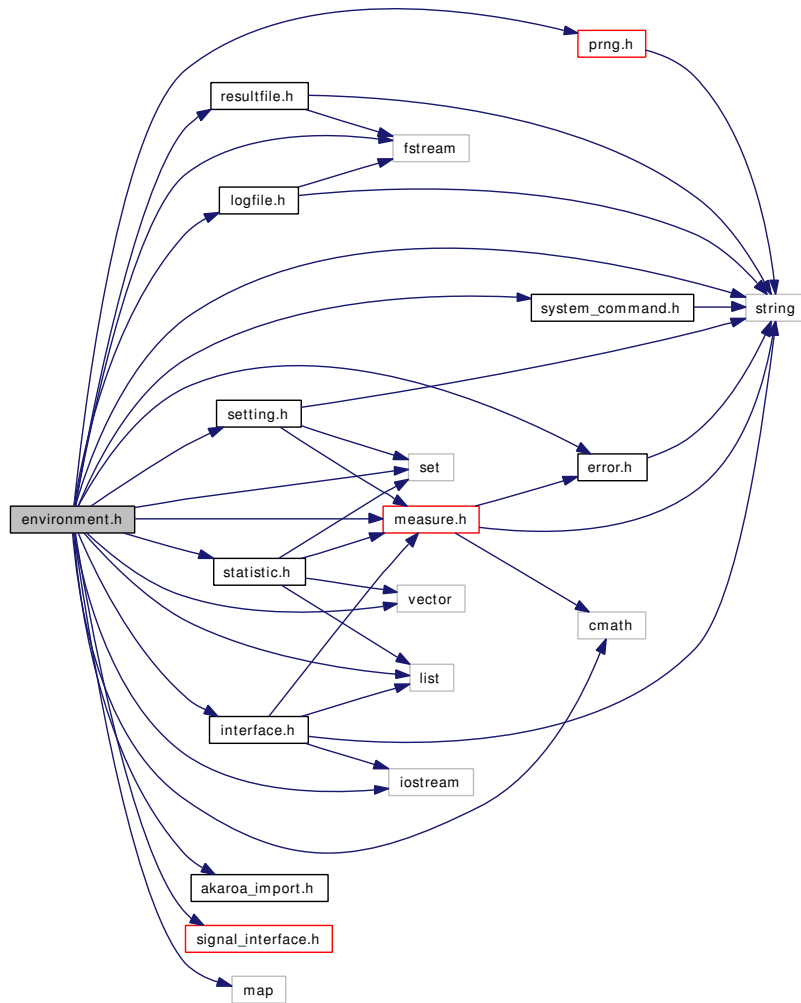 prng.h
resultfile.h
fstream
logfile.h
system_command.h
string
setting.h
set
error.h
environment.h
measure.h
statistic.h
vector
cmath
list
interface.h
iostream
akaroa_import.h
signal_interface.h
map